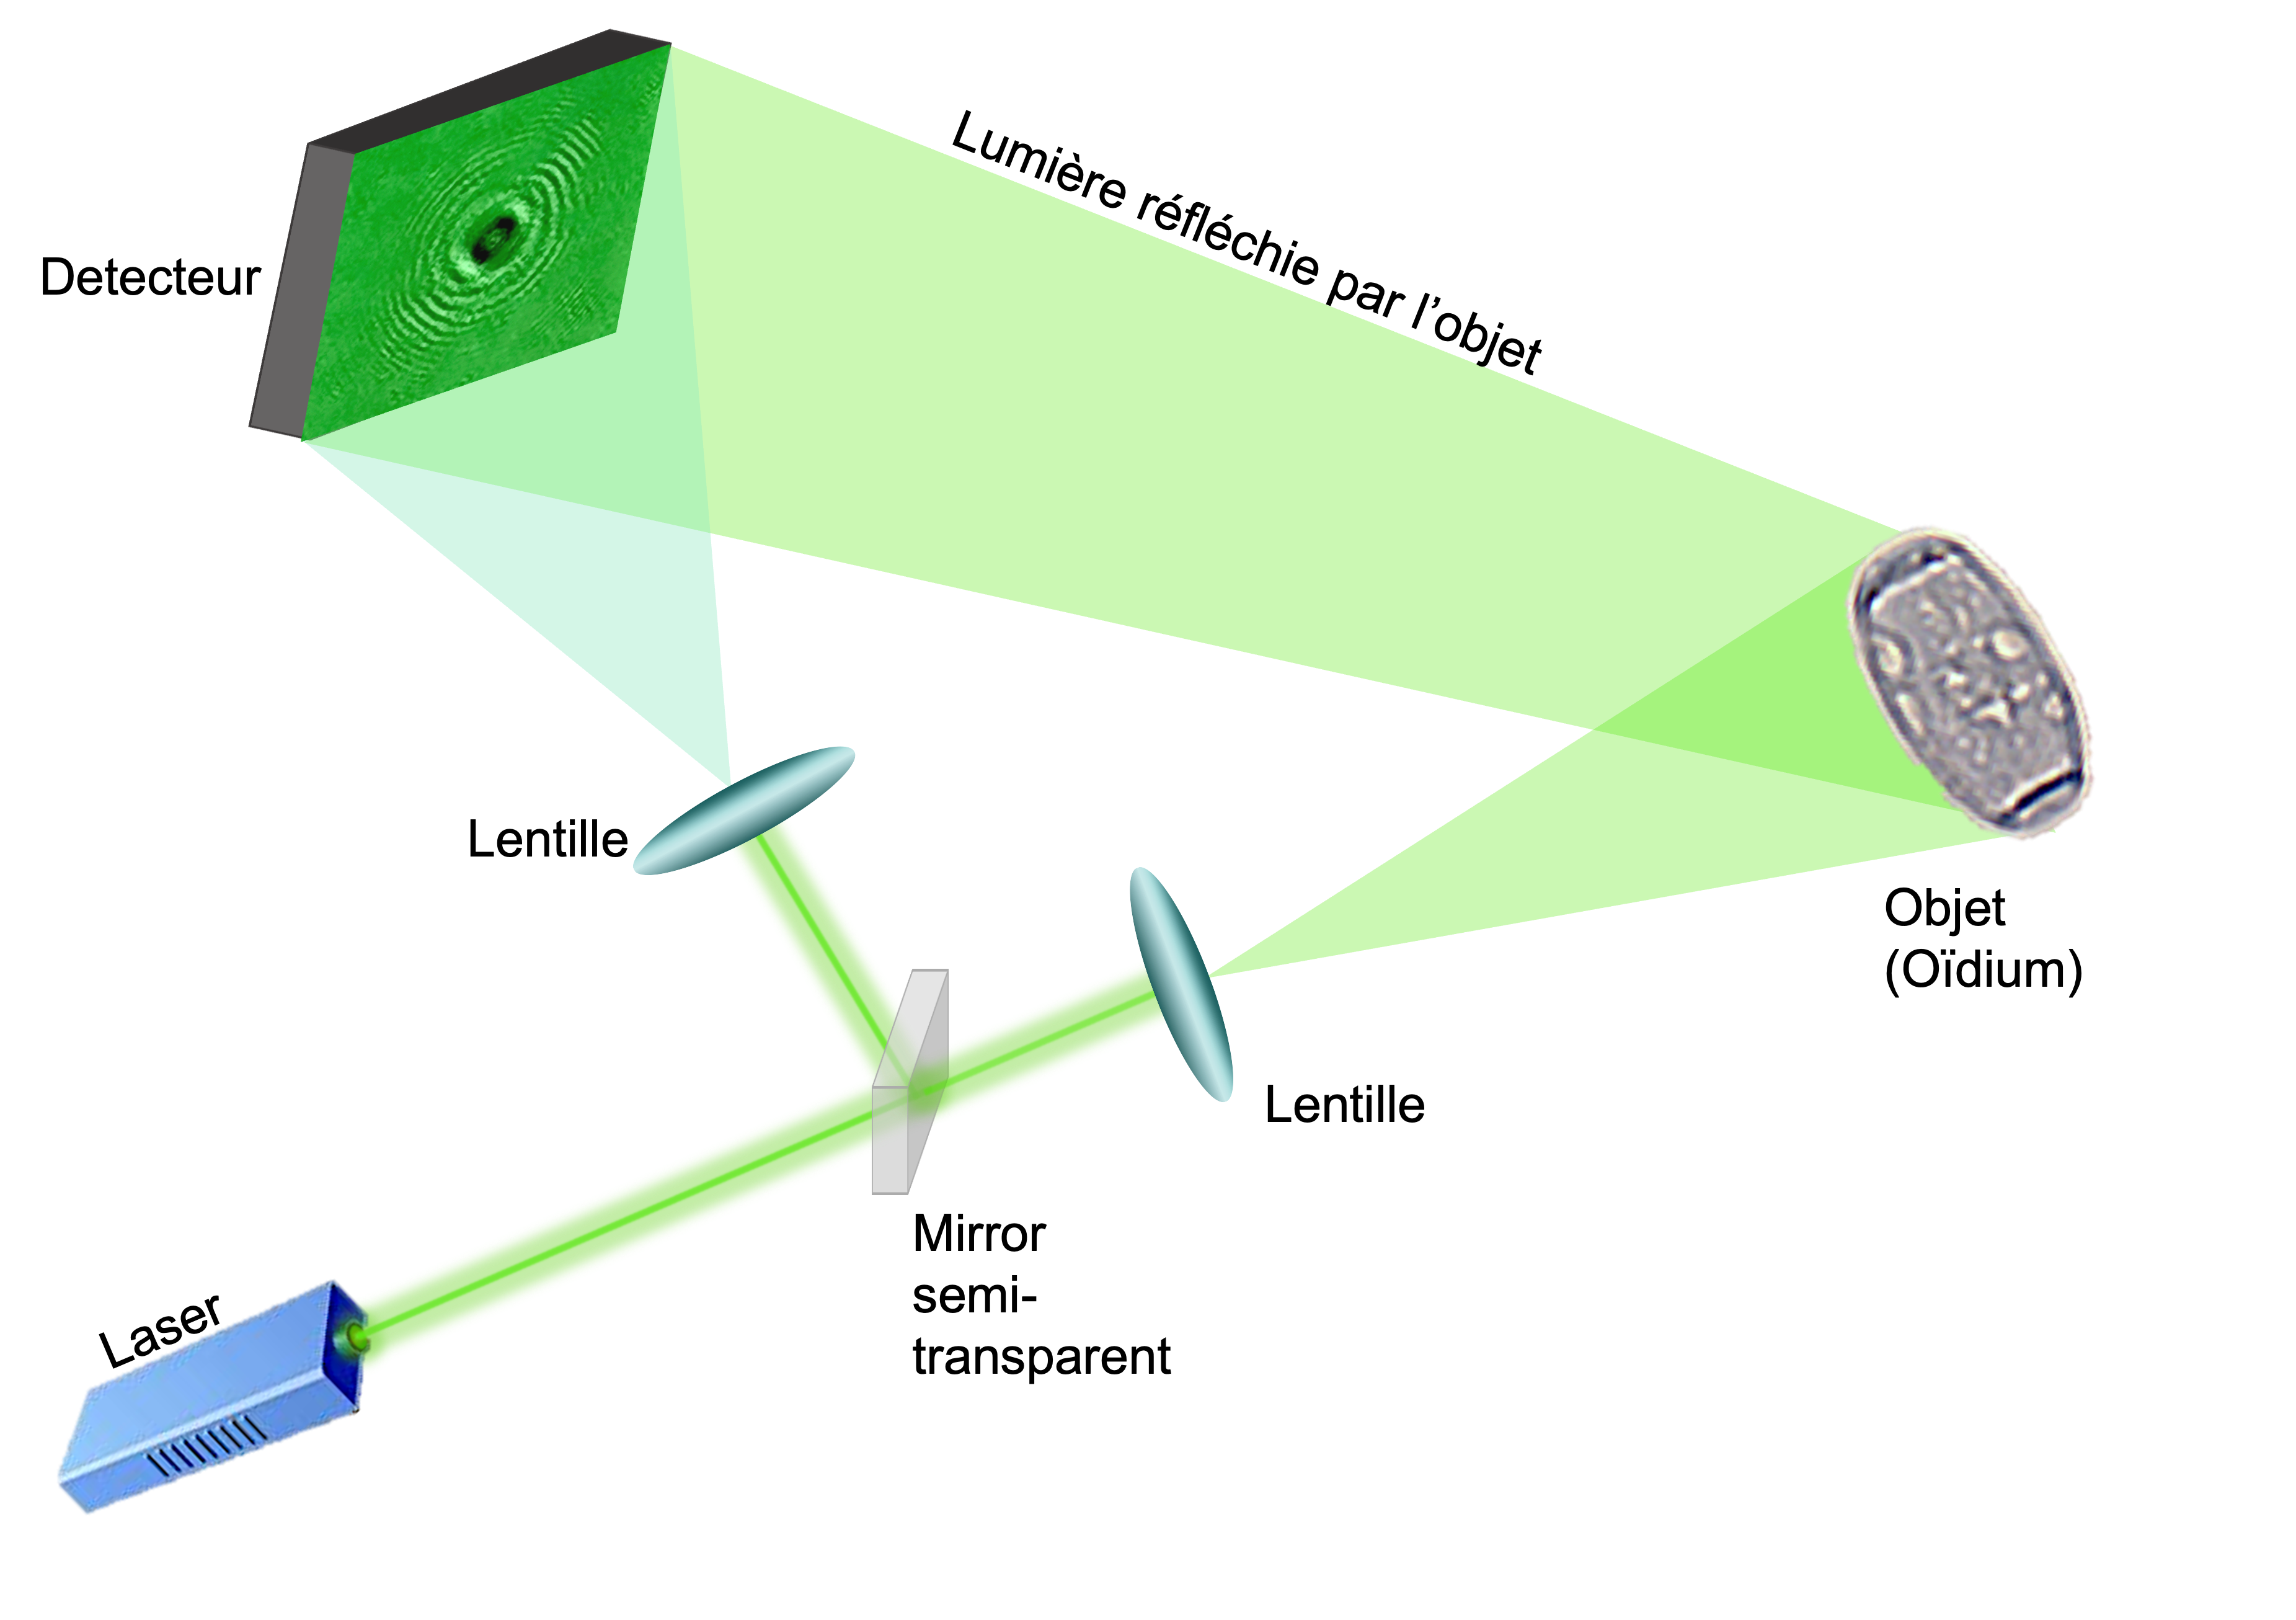 Lumière réfléchie par l’objet
Detecteur
Lentille
Objet
(Oïdium)
Lentille
Mirror
semi-
transparent
Laser